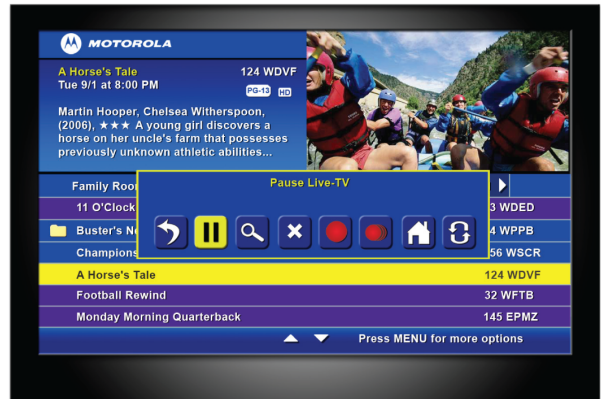 MOTOROLA
A Horse's Tale 124 WDVF
Tue 9/1 at 8:00 PM PG-13 HD
Martin Hooper, Chelsea Witherspoon,
(2006), ★★★ A young girl discovers a
horse on her uncle's farm that possesses
previously unknown athletic abilities...
Family Roo
Pause Live-TV
11 O'Clock 3 WDED
Buster's Ne 4 WPPB
Champions 56 WSCR
A Horse's Tale 124 WDVF
Football Rewind 32 WFTB
Monday Morning Quarterback 145 EPMZ
Press MENU for more options